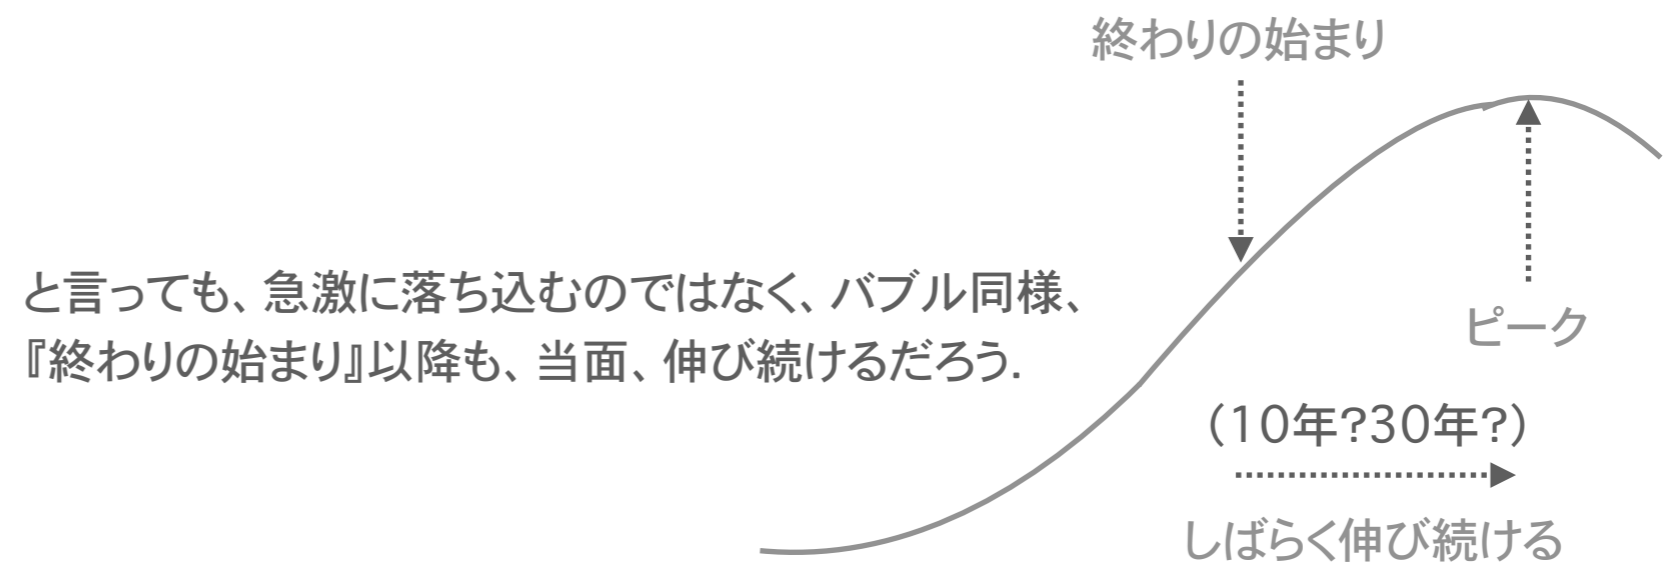 終わりの始まり
と言っても、急激に落ち込むのではなく、バブル同様、
『終わりの始まり』以降も、当面、伸び続けるだろう.
ピーク
(10年?30年?)
しばらく伸び続ける